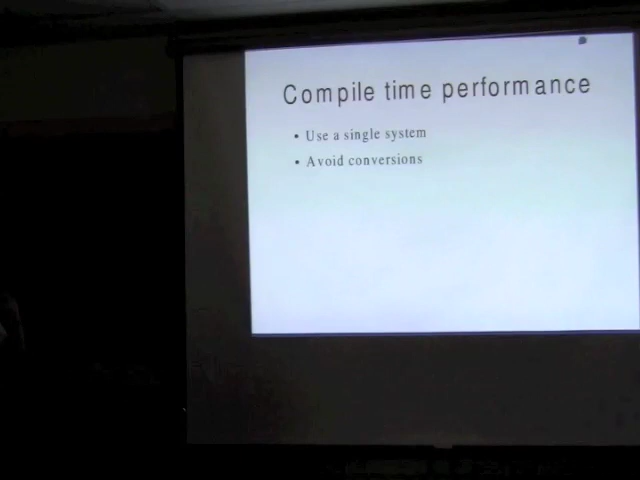 Compile time performance
• Use a single system
• Avoid conversions